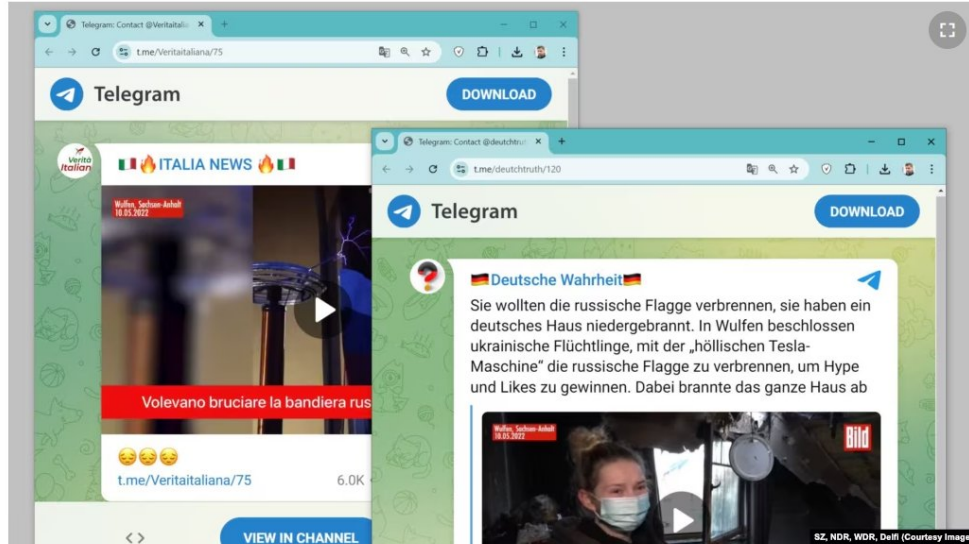 Telegram: Contact @Veritaitalia
t.me/Veritaitaliana/75
Telegram
DOWNLOAD
Verità
Italian
🇮🇹🔥ITALIA NEWS 🔥🇮🇹
Wulfen, Sachsen-Anhalt
10.05.2022
Volevano bruciare la bandiera rus
😔😔😔
t.me/Veritaitaliana/75
6.0K
VIEW IN CHANNEL
Telegram: Contact @deutchtrut
t.me/deutchtruth/120
Telegram
DOWNLOAD
🇩🇪Deutsche Wahrheit🇩🇪
Sie wollten die russische Flagge verbrennen, sie haben ein
deutsches Haus niedergebrannt. In Wulfen beschlossen
ukrainische Flüchtlinge, mit der „höllischen Tesla-
Maschine“ die russische Flagge zu verbrennen, um Hype
und Likes zu gewinnen. Dabei brannte das ganze Haus ab
Wulfen, Sachsen-Anhalt
10.05.2022
Bild
SZ, NDR, WDR, Delfi (Courtesy Image